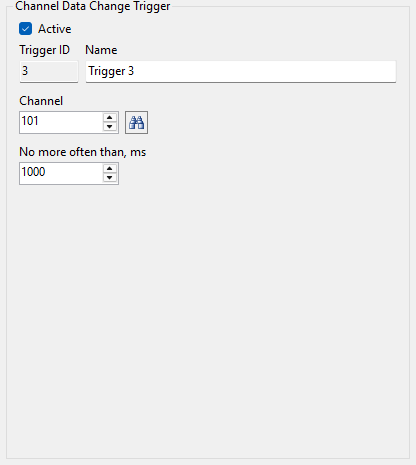 Channel Data Change Trigger
Active
Trigger ID Name
3 Trigger 3
Channel
101
No more often than, ms
1000